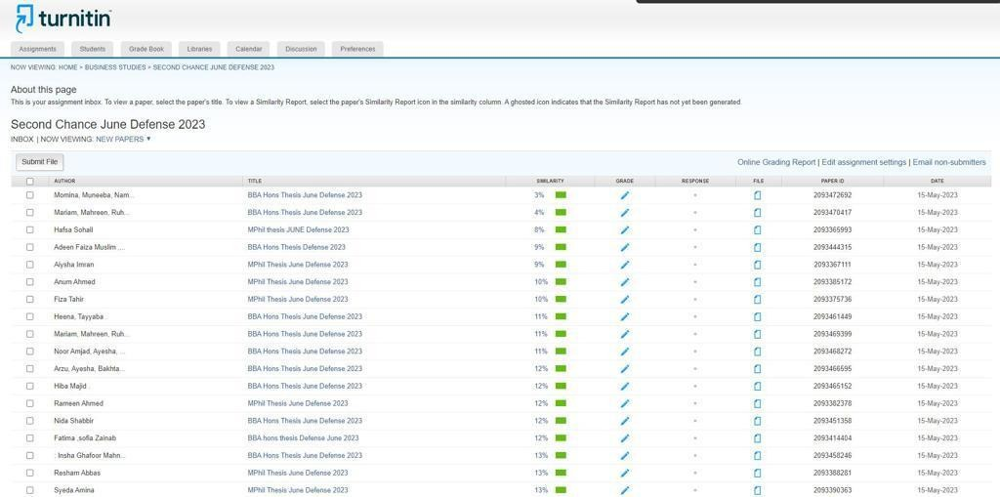 turnitin
Assignments Students Grade Book Libraries Calendar Discussion Preferences
NOW VIEWING: HOME > BUSINESS STUDIES > SECOND CHANCE JUNE DEFENSE 2023
About this page
This is your assignment inbox. To view a paper, select the paper's title. To view a Similarity Report, select the paper's Similarity Report icon in the similarity column. A ghosted icon indicates that the Similarity Report has not yet been generated.
Second Chance June Defense 2023
INBOX | NOW VIEWING: NEW PAPERS ▼
Submit File Online Grading Report | Edit assignment settings | Email non-submitters
AUTHOR TITLE SIMILARITY GRADE RESPONSE FILE PAPER ID DATE
Momina, Muneeba, Nam... BBA Hons Thesis June Defense 2023 3% 2093472692 15-May-2023
Mariam, Mahreen, Ruh... BBA Hons Thesis June Defense 2023 4% 2093470417 15-May-2023
Hafsa Sohail MPhil thesis JUNE Defense 2023 8% 2093365993 15-May-2023
Adeen Faiza Muslim .... BBA Hons Thesis Defense 2023 9% 2093444315 15-May-2023
Aiysha Imran MPhil Thesis June Defense 2023 9% 2093367111 15-May-2023
Anum Ahmed MPhil Thesis June Defense 2023 10% 2093385172 15-May-2023
Fiza Tahir MPhil Thesis June Defense 2023 10% 2093375736 15-May-2023
Heena, Tayyaba . BBA Hons Thesis June Defense 2023 11% 2093461449 15-May-2023
Mariam, Mahreen, Ruh... BBA Hons Thesis June Defense 2023 11% 2093469399 15-May-2023
Noor Amjad, Ayesha, ... BBA Hons Thesis June Defense 2023 11% 2093468272 15-May-2023
Arzu, Ayesha, Bakhta... BBA Hons Thesis June Defense 2023 12% 2093466595 15-May-2023
Hiba Majid . BBA Hons Thesis June Defense 2023 12% 2093465152 15-May-2023
Rameen Ahmed MPhil Thesis June Defense 2023 12% 2093382378 15-May-2023
Nida Shabbir BBA Hons Thesis June Defense 2023 12% 2093451358 15-May-2023
Fatima ,sofia Zainab BBA hons thesis Defense June 2023 12% 2093414404 15-May-2023
: Insha Ghafoor Mahn... BBA Hons Thesis June Defense 2023 13% 2093458246 15-May-2023
Resham Abbas MPhil Thesis June Defense 2023 13% 2093388281 15-May-2023
Syeda Amina MPhil Thesis June Defense 2023 13% 2093390363 15-May-2023